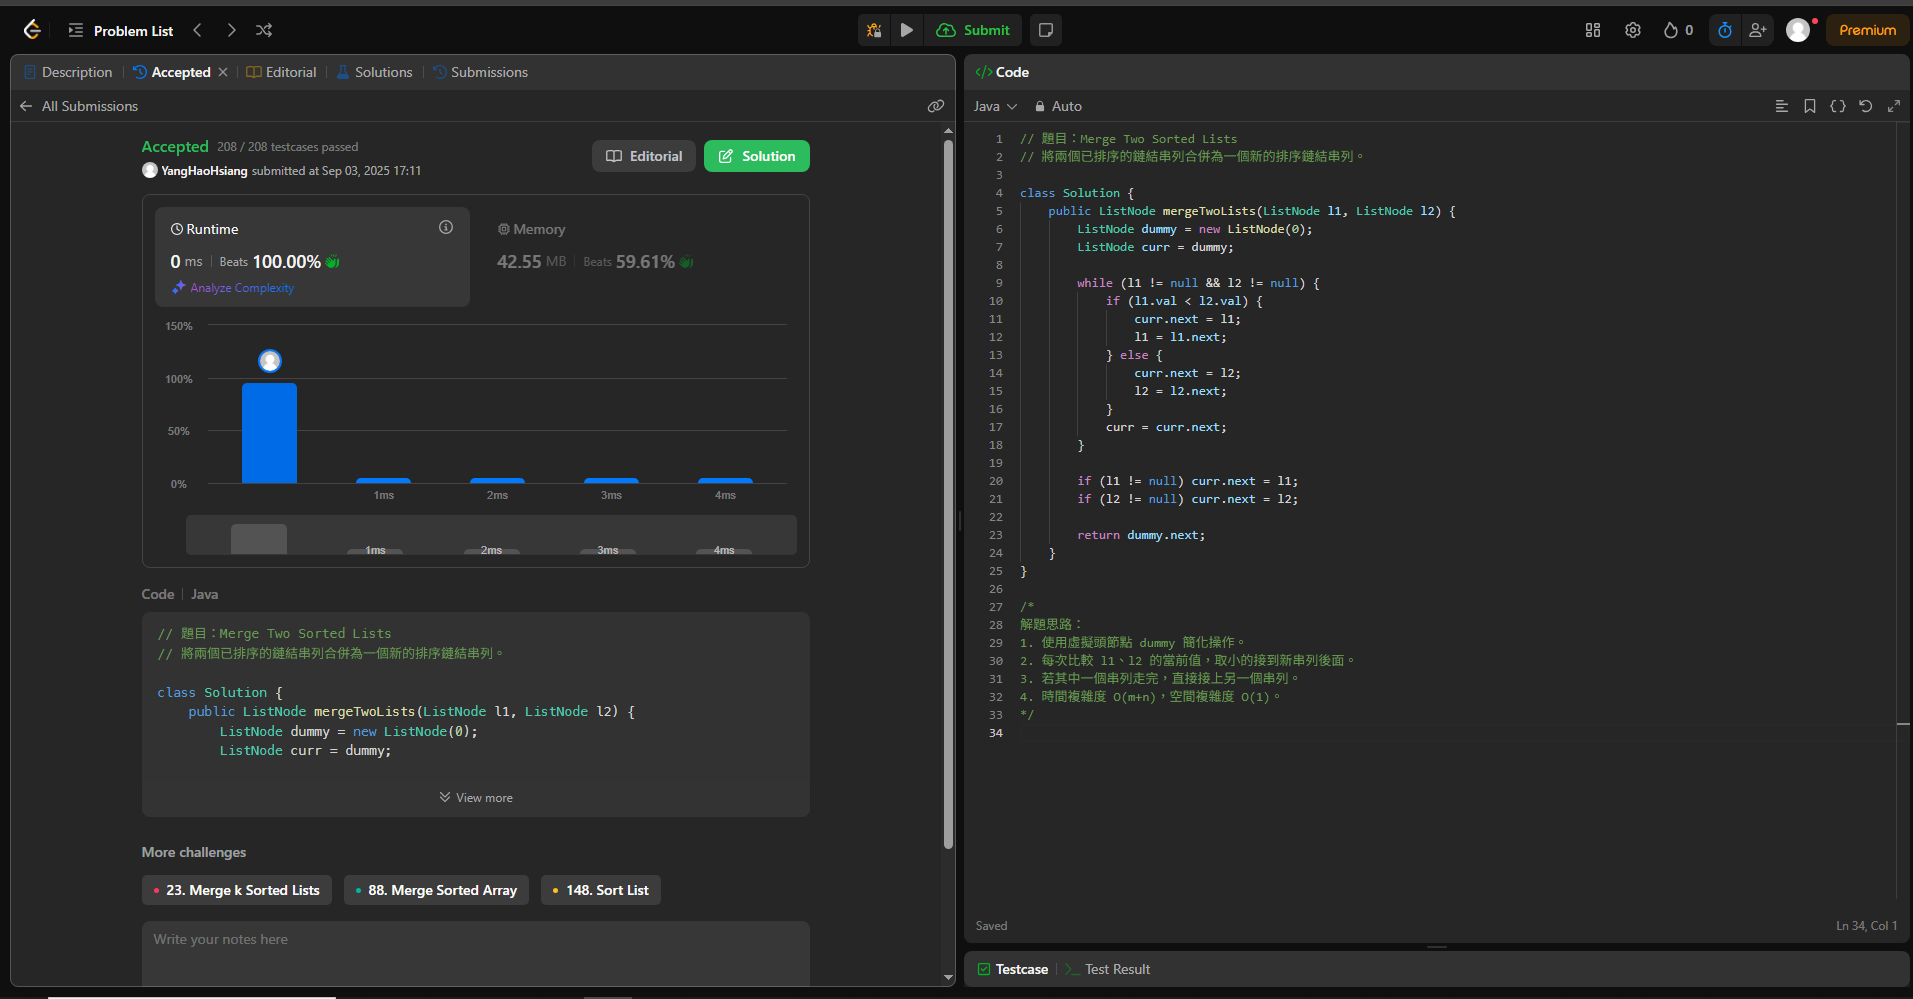 Problem List
Submit
0
Premium
Description
Accepted
Editorial
Solutions
Submissions
All Submissions
Accepted 208 / 208 testcases passed
YangHaoHsiang submitted at Sep 03, 2025 17:11
Editorial
Solution
Runtime
0 ms | Beats 100.00%
Analyze Complexity
Memory
42.55 MB | Beats 59.61%
150%
100%
50%
0%
1ms 2ms 3ms 4ms
1ms 2ms 3ms 4ms
Code | Java
// 題目：Merge Two Sorted Lists
// 將兩個已排序的鏈結串列合併為一個新的排序鏈結串列。
class Solution {
public ListNode mergeTwoLists(ListNode l1, ListNode l2) {
ListNode dummy = new ListNode(0);
ListNode curr = dummy;
View more
More challenges
23. Merge k Sorted Lists
88. Merge Sorted Array
148. Sort List
Write your notes here
</> Code
Java
Auto
1 // 題目：Merge Two Sorted Lists
2 // 將兩個已排序的鏈結串列合併為一個新的排序鏈結串列。
3
4 class Solution {
5 public ListNode mergeTwoLists(ListNode l1, ListNode l2) {
6 ListNode dummy = new ListNode(0);
7 ListNode curr = dummy;
8
9 while (l1 != null && l2 != null) {
10 if (l1.val < l2.val) {
11 curr.next = l1;
12 l1 = l1.next;
13 } else {
14 curr.next = l2;
15 l2 = l2.next;
16 }
17 curr = curr.next;
18 }
19
20 if (l1 != null) curr.next = l1;
21 if (l2 != null) curr.next = l2;
22
23 return dummy.next;
24 }
25 }
26
27 /*
28 解題思路：
29 1. 使用虛擬頭節點 dummy 簡化操作。
30 2. 每次比較 l1、l2 的當前值，取小的接到新串列後面。
31 3. 若其中一個串列走完，直接接上另一個串列。
32 4. 時間複雜度 O(m+n)，空間複雜度 O(1)。
33 */
34
Saved
Ln 34, Col 1
Testcase
Test Result